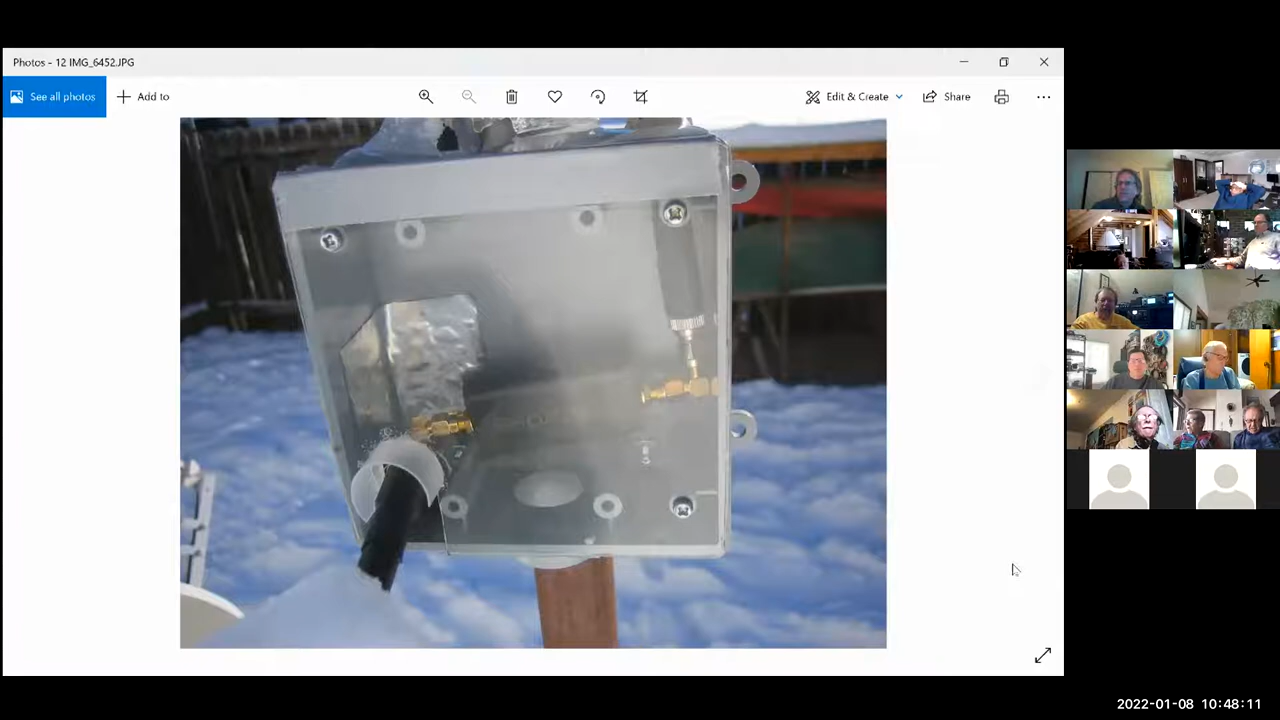 Photos - 12 IMG_6452.JPG
See all photos
Add to
Edit & Create
Share
2022-01-08 10:48:11